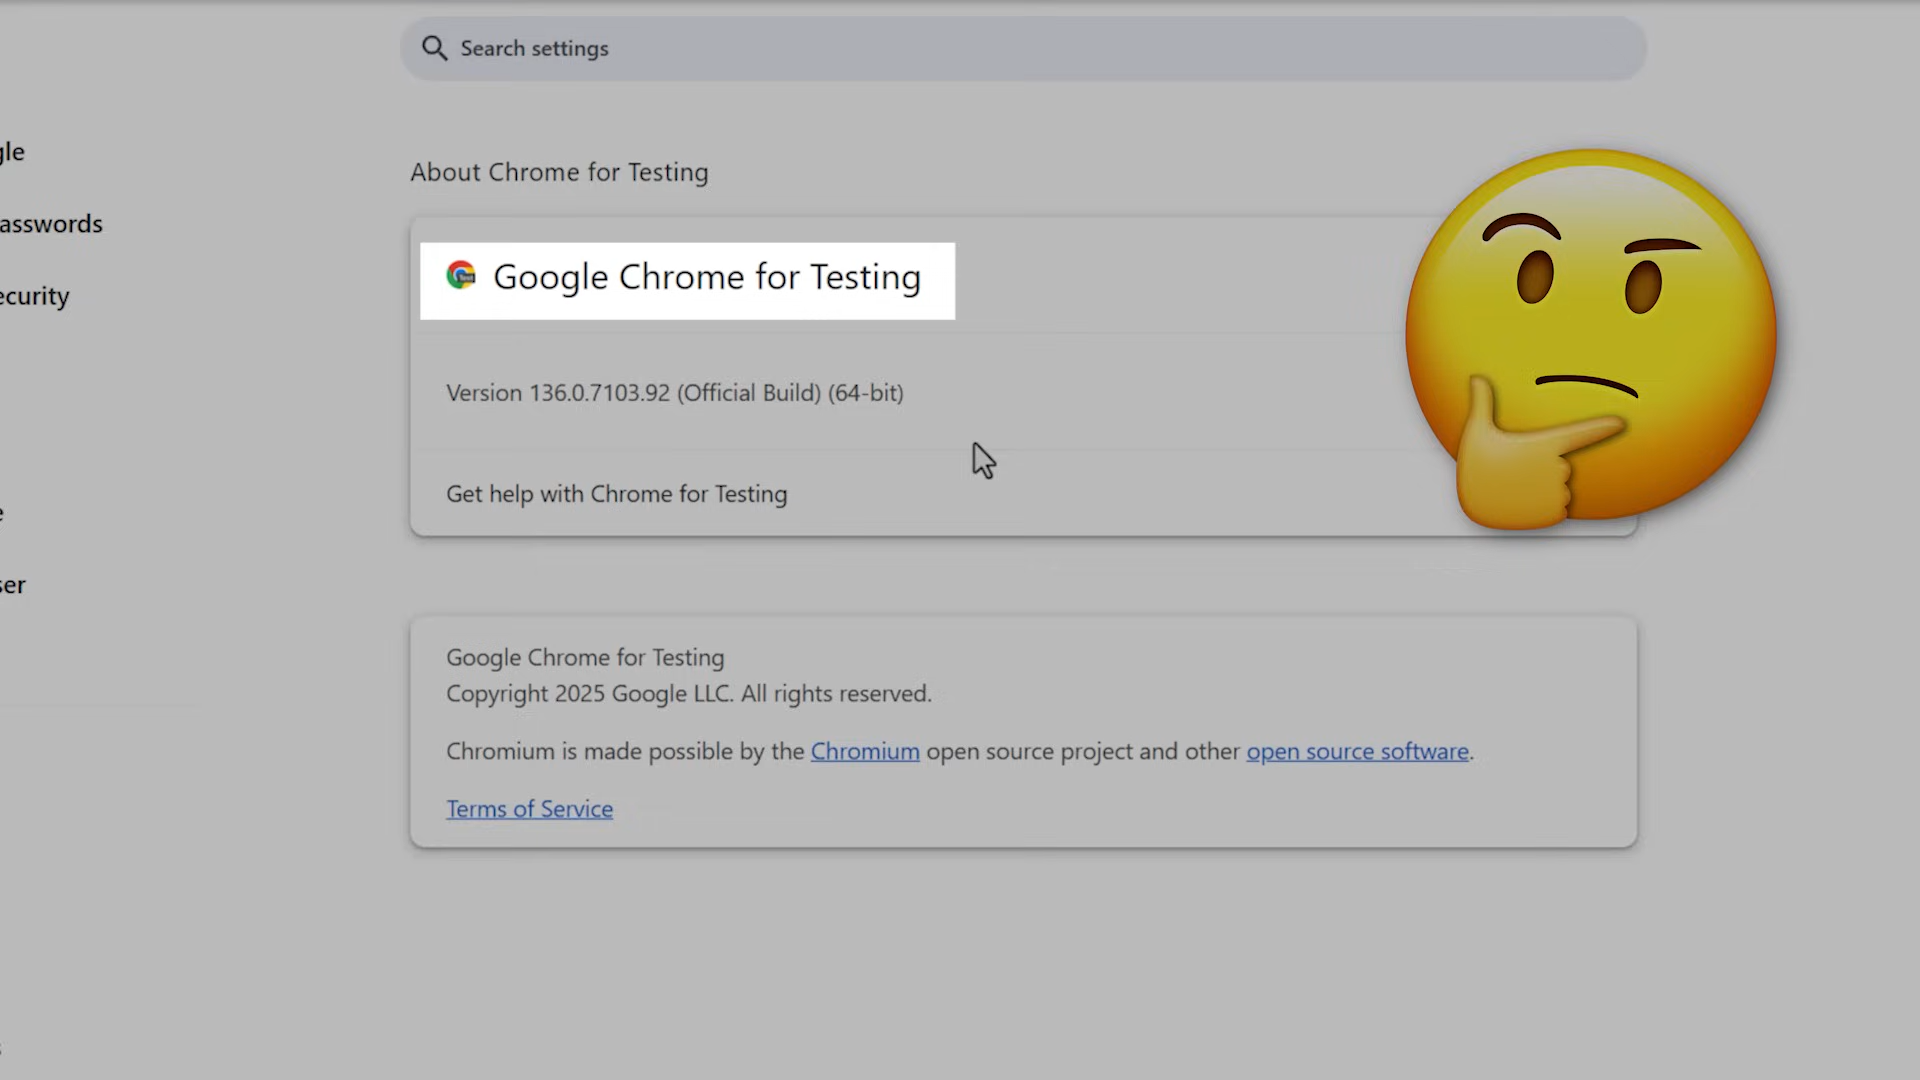 Search settings
gle
About Chrome for Testing
asswords
Google Chrome for Testing
ecurity
Version 136.0.7103.92 (Official Build) (64-bit)
Get help with Chrome for Testing
e
ser
Google Chrome for Testing
Copyright 2025 Google LLC. All rights reserved.
Chromium is made possible by the Chromium open source project and other open source software.
Terms of Service
s